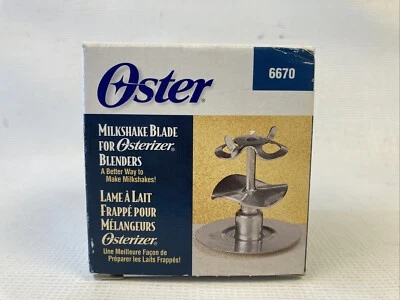 Oster®
6670
MILKSHAKE BLADE
FOR Osterizer®
BLENDERS
A Better Way to
Make Milkshakes!
LAME À LAIT
FRAPPÉ POUR
MÉLANGEURS
Osterizer®
Une Meilleure Façon de
Préparer les Laits Frappés!